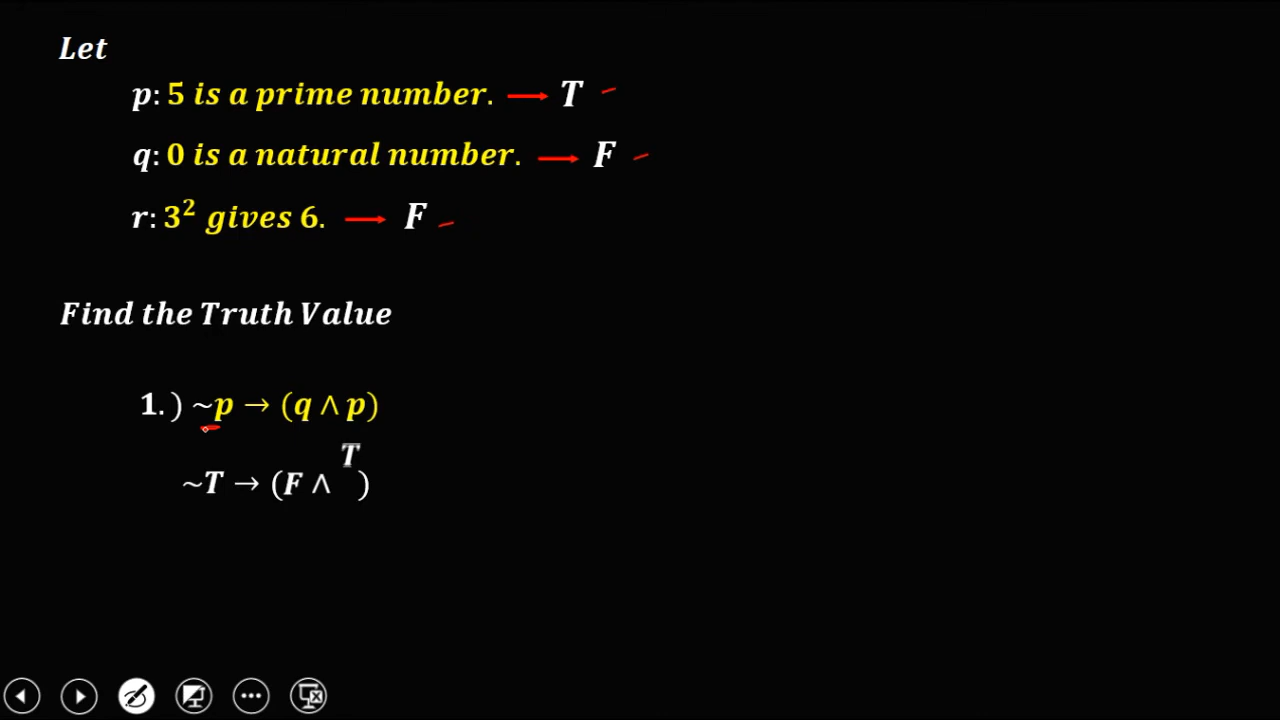 Let
p: 5 is a prime number. → T
q: 0 is a natural number. → F
r: 3² gives 6. → F
Find the Truth Value
1.) ~p → (q ∧ p)
~T → (F ∧ T)